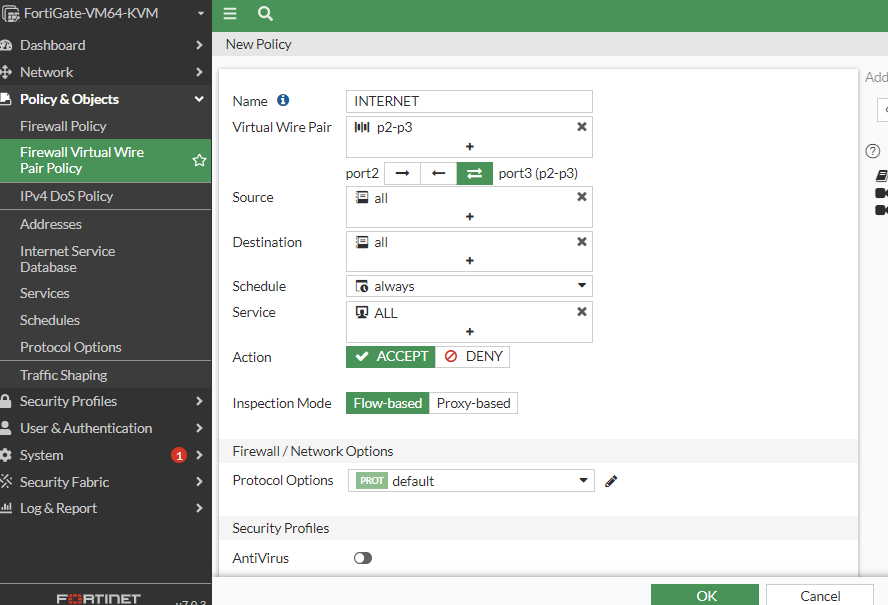 FortiGate-VM64-KVM
Dashboard
Network
Policy & Objects
Firewall Policy
Firewall Virtual Wire
Pair Policy
IPv4 DoS Policy
Addresses
Internet Service
Database
Services
Schedules
Protocol Options
Traffic Shaping
Security Profiles
User & Authentication
System
1
Security Fabric
Log & Report
FORTINET
v7.0.3
New Policy
Name
INTERNET
Virtual Wire Pair
p2-p3
port2
port3 (p2-p3)
Source
all
Destination
all
Schedule
always
Service
ALL
Action
ACCEPT
DENY
Inspection Mode
Flow-based
Proxy-based
Firewall / Network Options
Protocol Options
PROT
default
Security Profiles
AntiVirus
OK
Cancel
Add